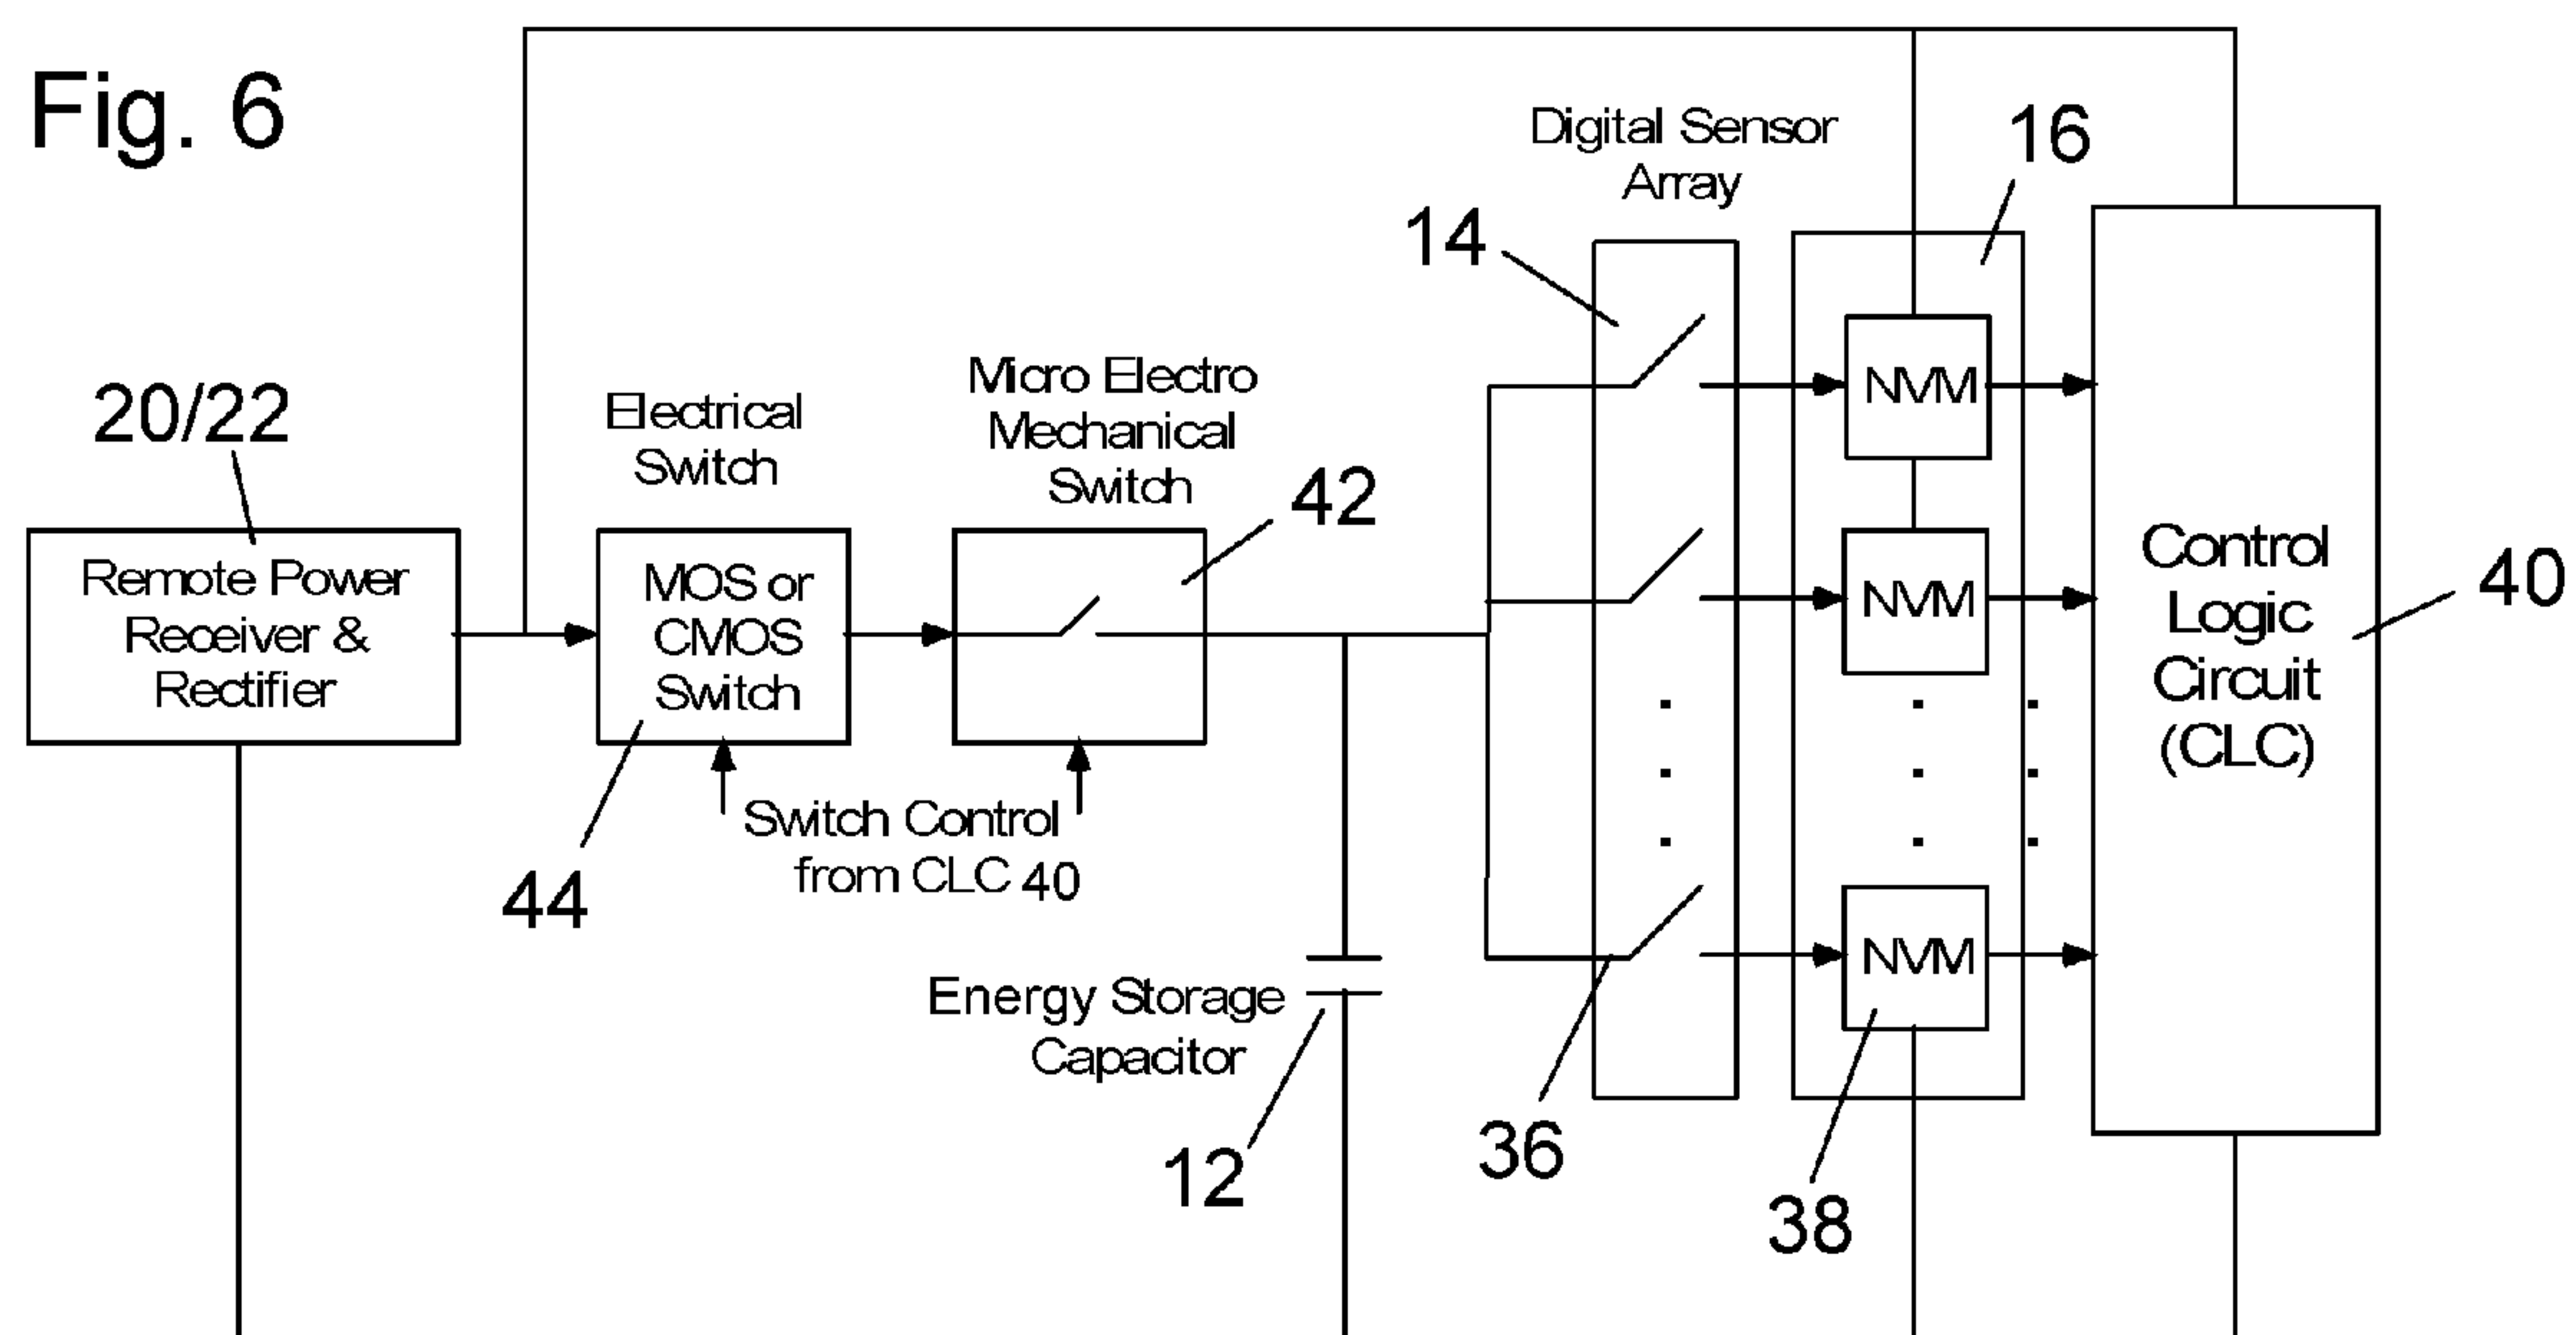 Fig. 6
Digital Sensor
Array
16
14
20/22
Electrical
Switch
Micro Electro
Mechanical
Switch
42
Remote Power
Receiver &
Rectifier
MOS or
CMOS
Switch
NVM
NVM
NVM
Control
Logic
Circuit
(CLC)
40
Switch Control
from CLC 40
44
Energy Storage
Capacitor
12
36
38